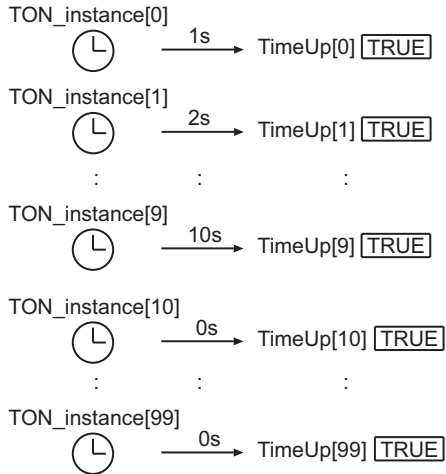 TON_instance[0]
1s
TimeUp[0] TRUE
TON_instance[1]
2s
TimeUp[1] TRUE
: : :
TON_instance[9]
10s
TimeUp[9] TRUE
TON_instance[10]
0s
TimeUp[10] TRUE
: : :
TON_instance[99]
0s
TimeUp[99] TRUE